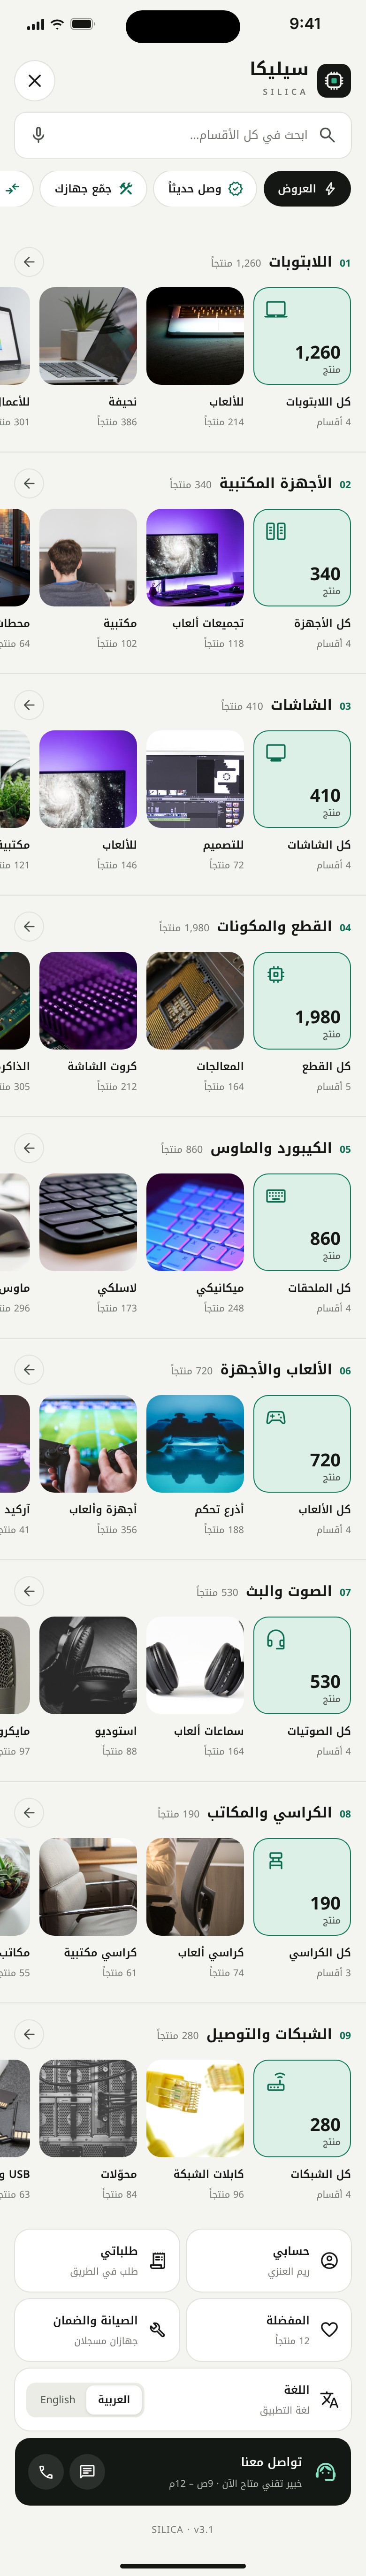 9:41
سيليكا
SILICA
ابحث في كل الأقسام...
العروض
وصل حديثاً
جمّع جهازك
01 اللابتوبات 1,260 منتجاً
1,260
منتج
كل اللابتوبات
4 أقسام
للألعاب
214 منتجاً
نحيفة
386 منتجاً
للأعمال
301
02 الأجهزة المكتبية 340 منتجاً
340
منتج
كل الأجهزة
4 أقسام
تجميعات ألعاب
118 منتجاً
مكتبية
102 منتجاً
64
03 الشاشات 410 منتجاً
410
منتج
كل الشاشات
4 أقسام
للتصميم
72 منتجاً
للألعاب
146 منتجاً
مكتبية
121
04 القطع والمكونات 1,980 منتجاً
1,980
منتج
كل القطع
5 أقسام
المعالجات
164 منتجاً
كروت الشاشة
212 منتجاً
305
05 الكيبورد والماوس 860 منتجاً
860
منتج
كل الملحقات
4 أقسام
ميكانيكي
248 منتجاً
لاسلكي
173 منتجاً
ماوس
296
06 الألعاب والأجهزة 720 منتجاً
720
منتج
كل الألعاب
4 أقسام
أذرع تحكم
188 منتجاً
أجهزة وألعاب
356 منتجاً
آركيد
41 منتجاً
07 الصوت والبث 530 منتجاً
530
منتج
كل الصوتيات
4 أقسام
سماعات ألعاب
164 منتجاً
استوديو
88 منتجاً
97
08 الكراسي والمكاتب 190 منتجاً
190
منتج
كل الكراسي
3 أقسام
كراسي ألعاب
74 منتجاً
كراسي مكتبية
61 منتجاً
مكاتب
55
09 الشبكات والتوصيل 280 منتجاً
280
منتج
كل الشبكات
4 أقسام
كابلات الشبكة
96 منتجاً
محوّلات
84 منتجاً
USB و
63
حسابي
ريم العنزي
طلباتي
طلب في الطريق
المفضلة
12 منتجاً
الصيانة والضمان
جهازان مسجلان
اللغة
لغة التطبيق
العربية
English
تواصل معنا
خبير تقني متاح الآن · 9ص – 12م
SILICA · v3.1